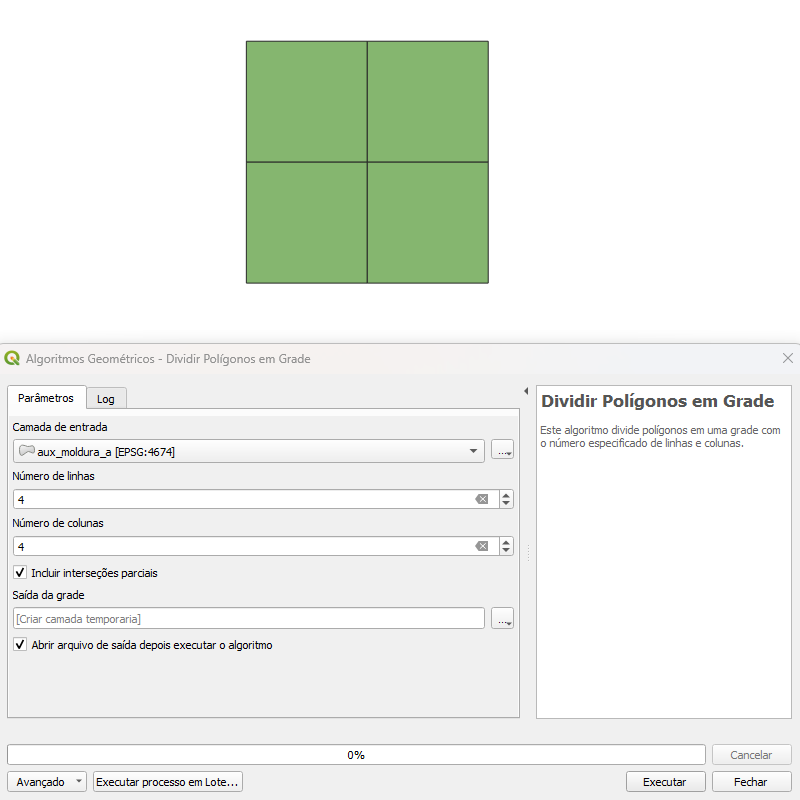 Algoritmos Geométricos - Dividir Polígonos em Grade
Parâmetros
Log
Camada de entrada
aux_moldura_a [EPSG:4674]
...
Número de linhas
4
Número de colunas
4
Incluir interseções parciais
Saída da grade
[Criar camada temporaria]
...
Abrir arquivo de saída depois executar o algoritmo
Dividir Polígonos em Grade
Este algoritmo divide polígonos em uma grade com
o número especificado de linhas e colunas.
0%
Cancelar
Avançado
Executar processo em Lote...
Executar
Fechar